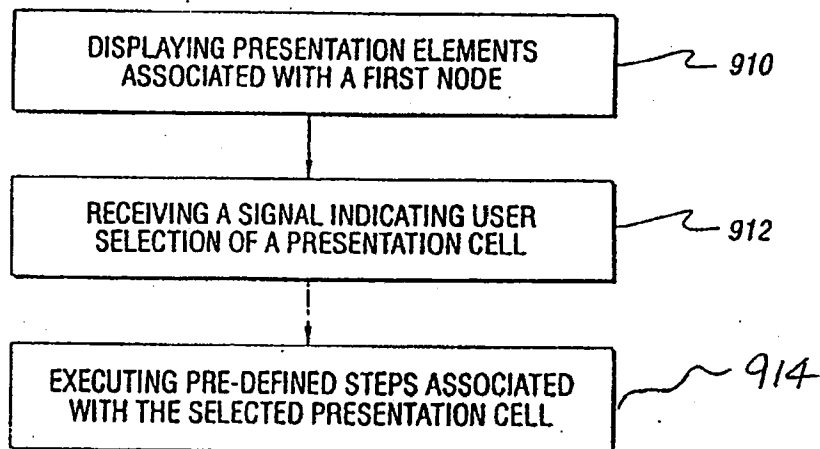 DISPLAYING PRESENTATION ELEMENTS
ASSOCIATED WITH A FIRST NODE
910
RECEIVING A SIGNAL INDICATING USER
SELECTION OF A PRESENTATION CELL
912
EXECUTING PRE-DEFINED STEPS ASSOCIATED
WITH THE SELECTED PRESENTATION CELL
914